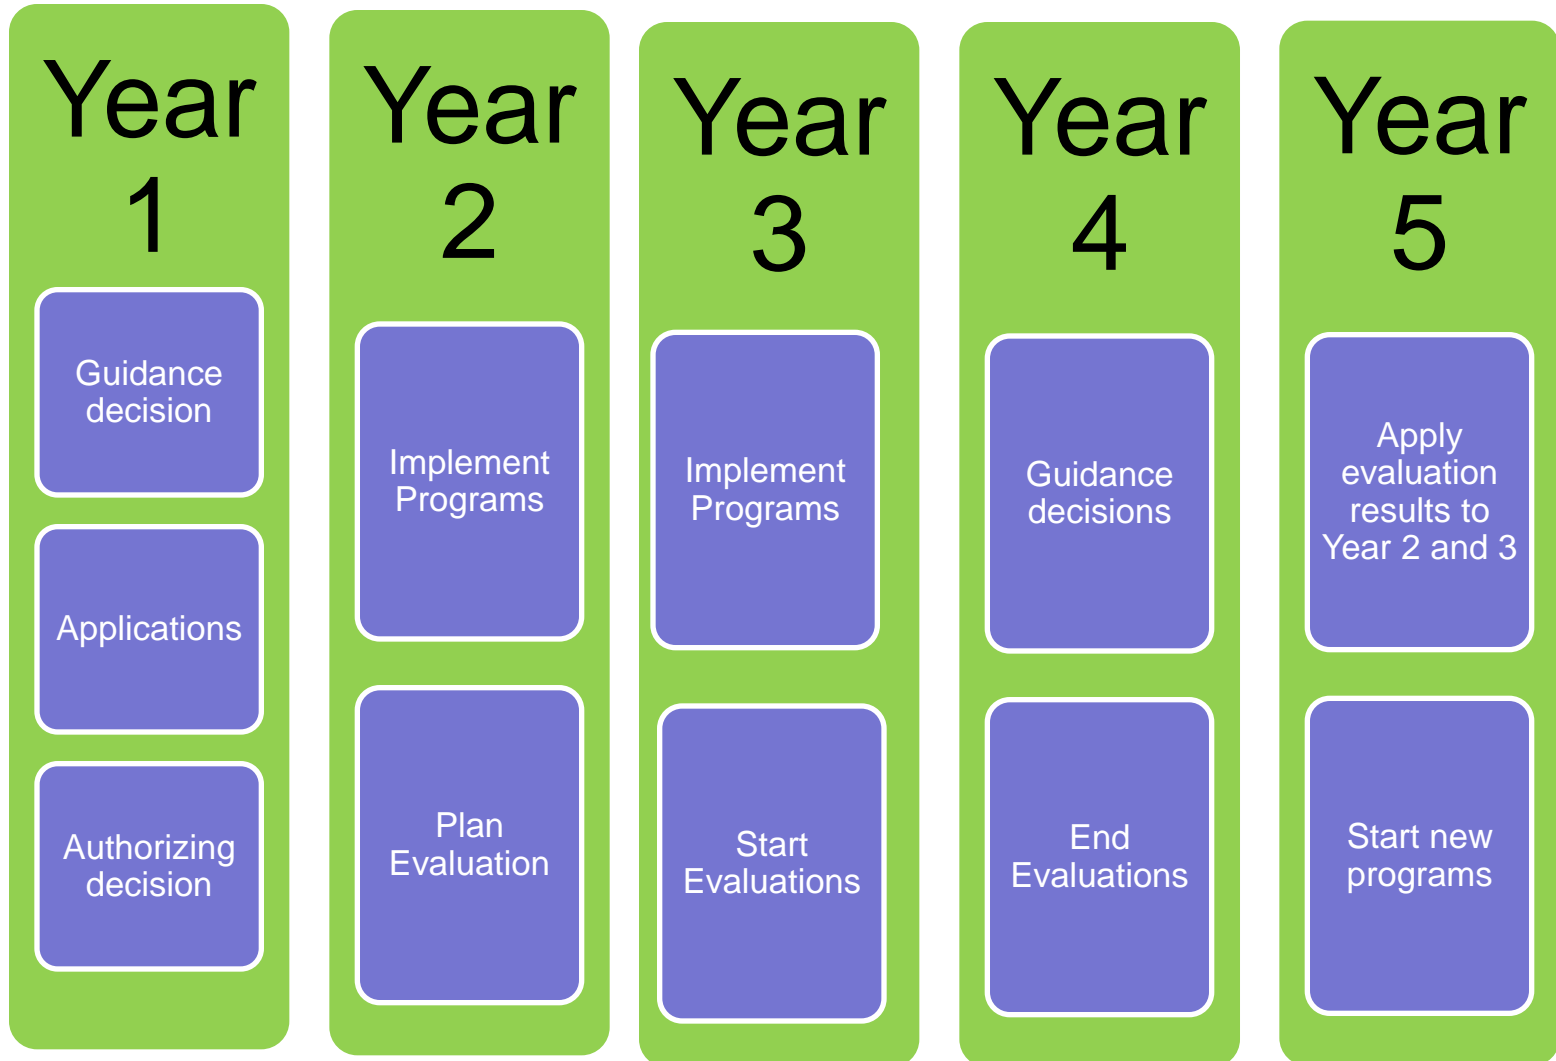 Year
1
Guidance
decision
Applications
Authorizing
decision
Year
2
Implement
Programs
Plan
Evaluation
Year
3
Implement
Programs
Start
Evaluations
Year
4
Guidance
decisions
End
Evaluations
Year
5
Apply
evaluation
results to
Year 2 and 3
Start new
programs